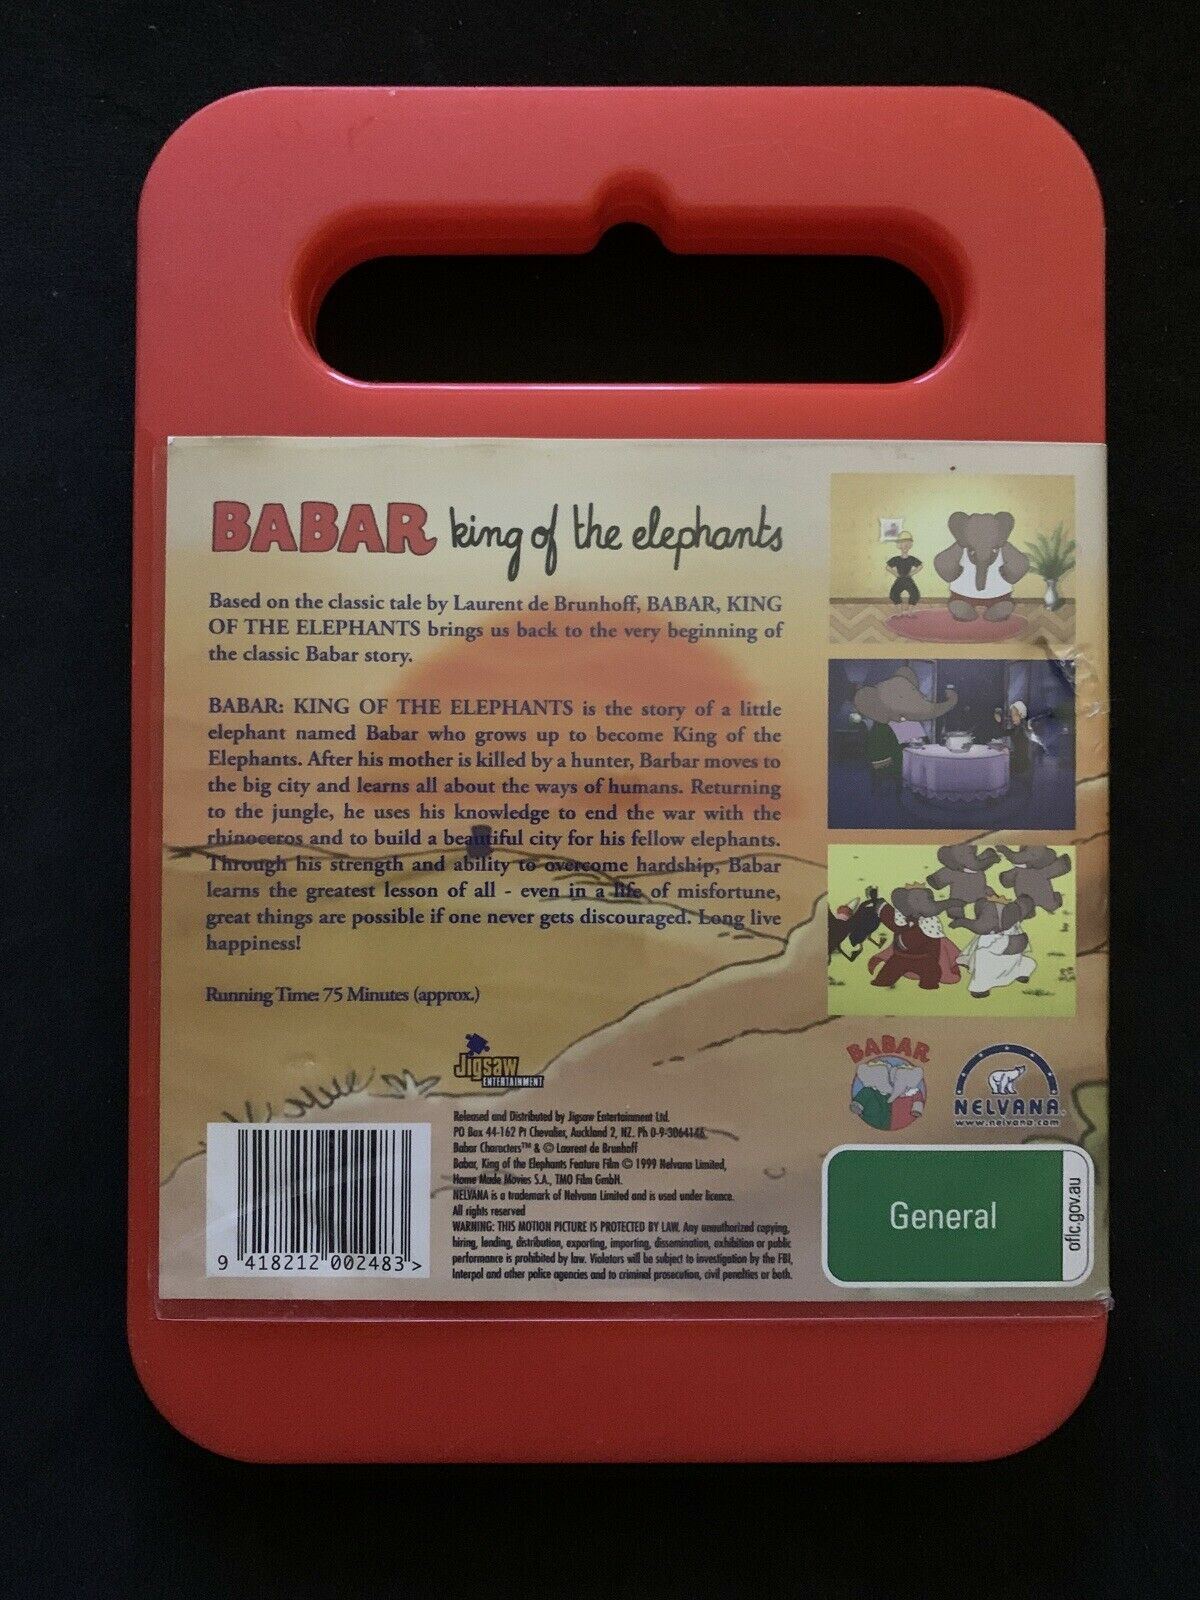 BABAR king of the elephants
Based on the classic tale by Laurent de Brunhoff, BABAR, KING
OF THE ELEPHANTS brings us back to the very beginning of
the classic Babar story.
BABAR: KING OF THE ELEPHANTS is the story of a little
elephant named Babar who grows up to become King of the
Elephants. After his mother is killed by a hunter, Barbar moves to
the big city and learns all about the ways of humans. Returning
to the jungle, he uses his knowledge to end the war with the
rhinoceros and to build a beautiful city for his fellow elephants.
Through his strength and ability to overcome hardship, Babar
learns the greatest lesson of all - even in a life of misfortune,
great things are possible if one never gets discouraged. Long live
happiness!
Running Time: 75 Minutes (approx.)
Jigsaw
ENTERTAINMENT
BABAR
NELVANA
www.nelvana.com
Released and Distributed by Jigsaw Entertainment Ltd.
PO Box 44-162 Pt Chevalier, Auckland 2, NZ. Ph 0-9-3064146
Babar Characters™ & © Laurent de Brunhoff
Babar, King of the Elephants Feature Film © 1999 Nelvana Limited,
Home Made Movies S.A., TMO Film GmbH.
NELVANA is a trademark of Nelvana Limited and is used under licence.
All rights reserved
WARNING: THIS MOTION PICTURE IS PROTECTED BY LAW. Any unauthorized copying,
hiring, lending, distribution, exporting, importing, dissemination, exhibition or public
performance is prohibited by law. Violators will be subject to investigation by the FBI,
Interpol and other police agencies and to criminal prosecution, civil penalties or both.
9 418212 002483 >
General
oflc.gov.au